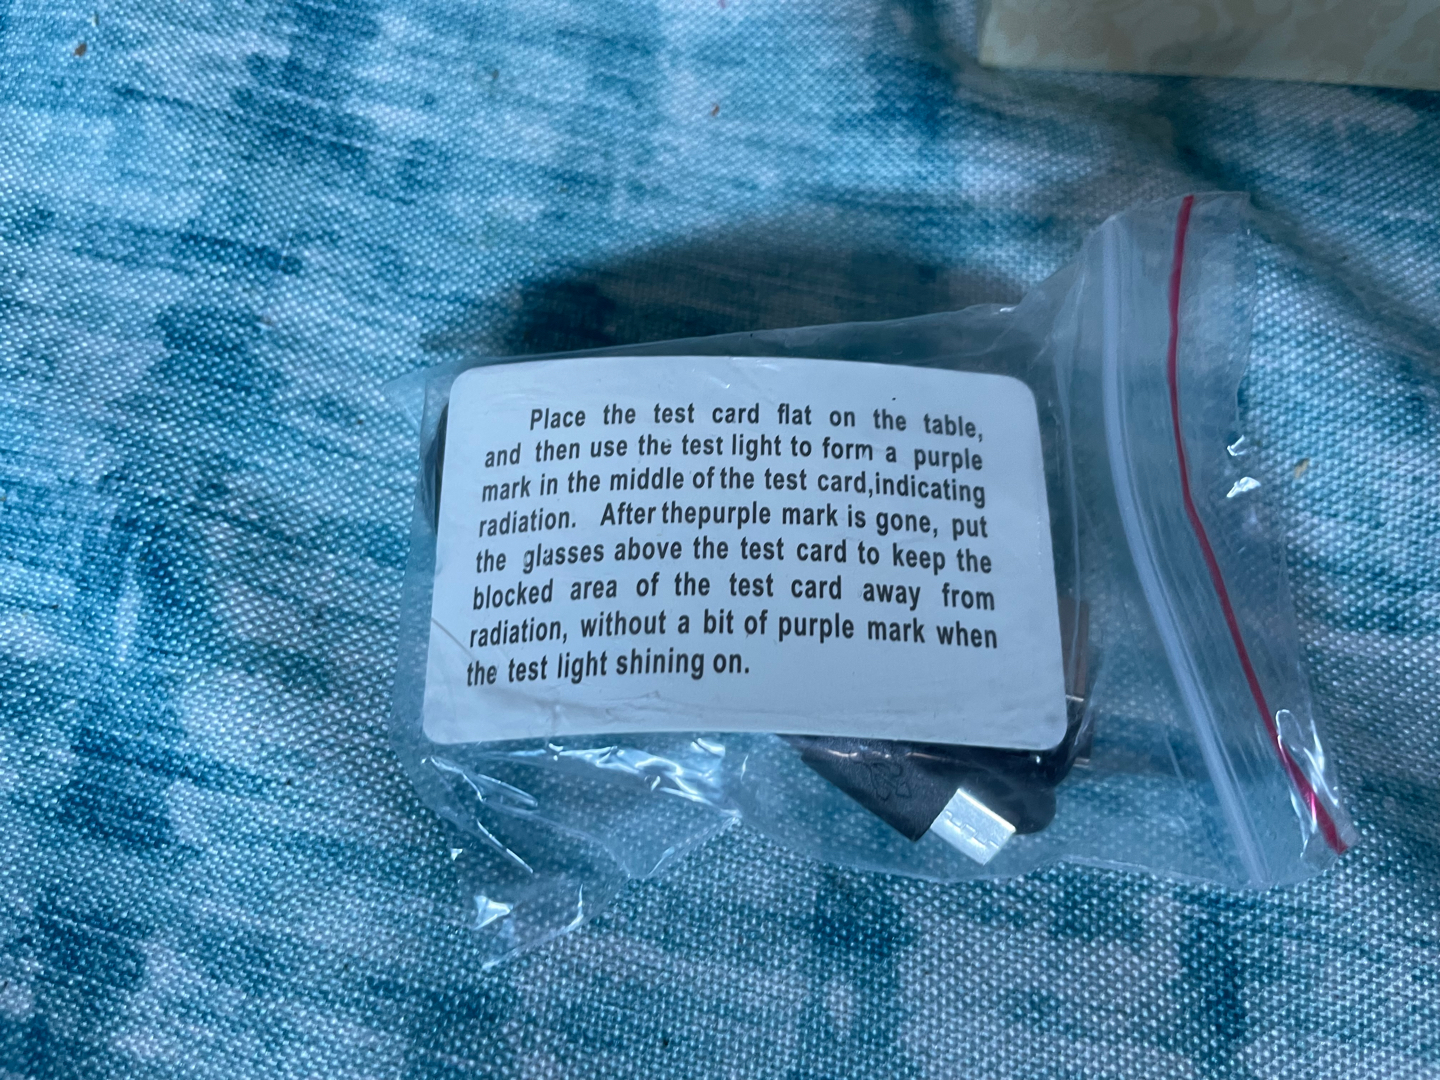 Place the test card flat on the table,
and then use the test light to form a purple
mark in the middle of the test card,indicating
radiation. After thepurple mark is gone, put
the glasses above the test card to keep the
blocked area of the test card away from
radiation, without a bit of purple mark when
the test light shining on.